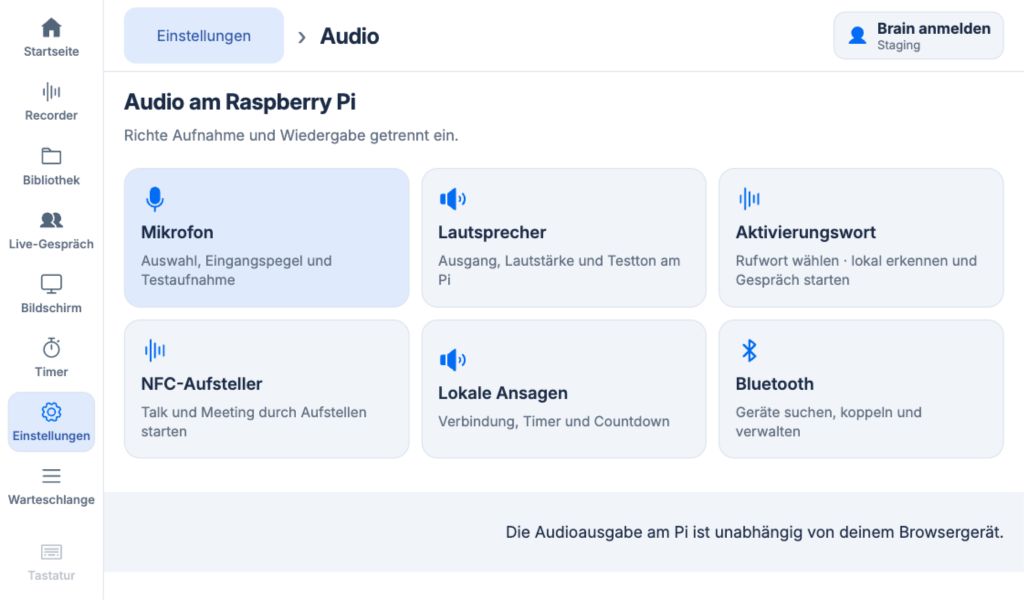 Startseite
Recorder
Bibliothek
Live-Gespräch
Bildschirm
Timer
Einstellungen
Warteschlange
Tastatur
Einstellungen › Audio
Brain anmelden
Staging
Audio am Raspberry Pi
Richte Aufnahme und Wiedergabe getrennt ein.
Mikrofon
Auswahl, Eingangspegel und
Testaufnahme
Lautsprecher
Ausgang, Lautstärke und Testton am
Pi
Aktivierungswort
Rufwort wählen · lokal erkennen und
Gespräch starten
NFC-Aufsteller
Talk und Meeting durch Aufstellen
starten
Lokale Ansagen
Verbindung, Timer und Countdown
Bluetooth
Geräte suchen, koppeln und
verwalten
Die Audioausgabe am Pi ist unabhängig von deinem Browsergerät.